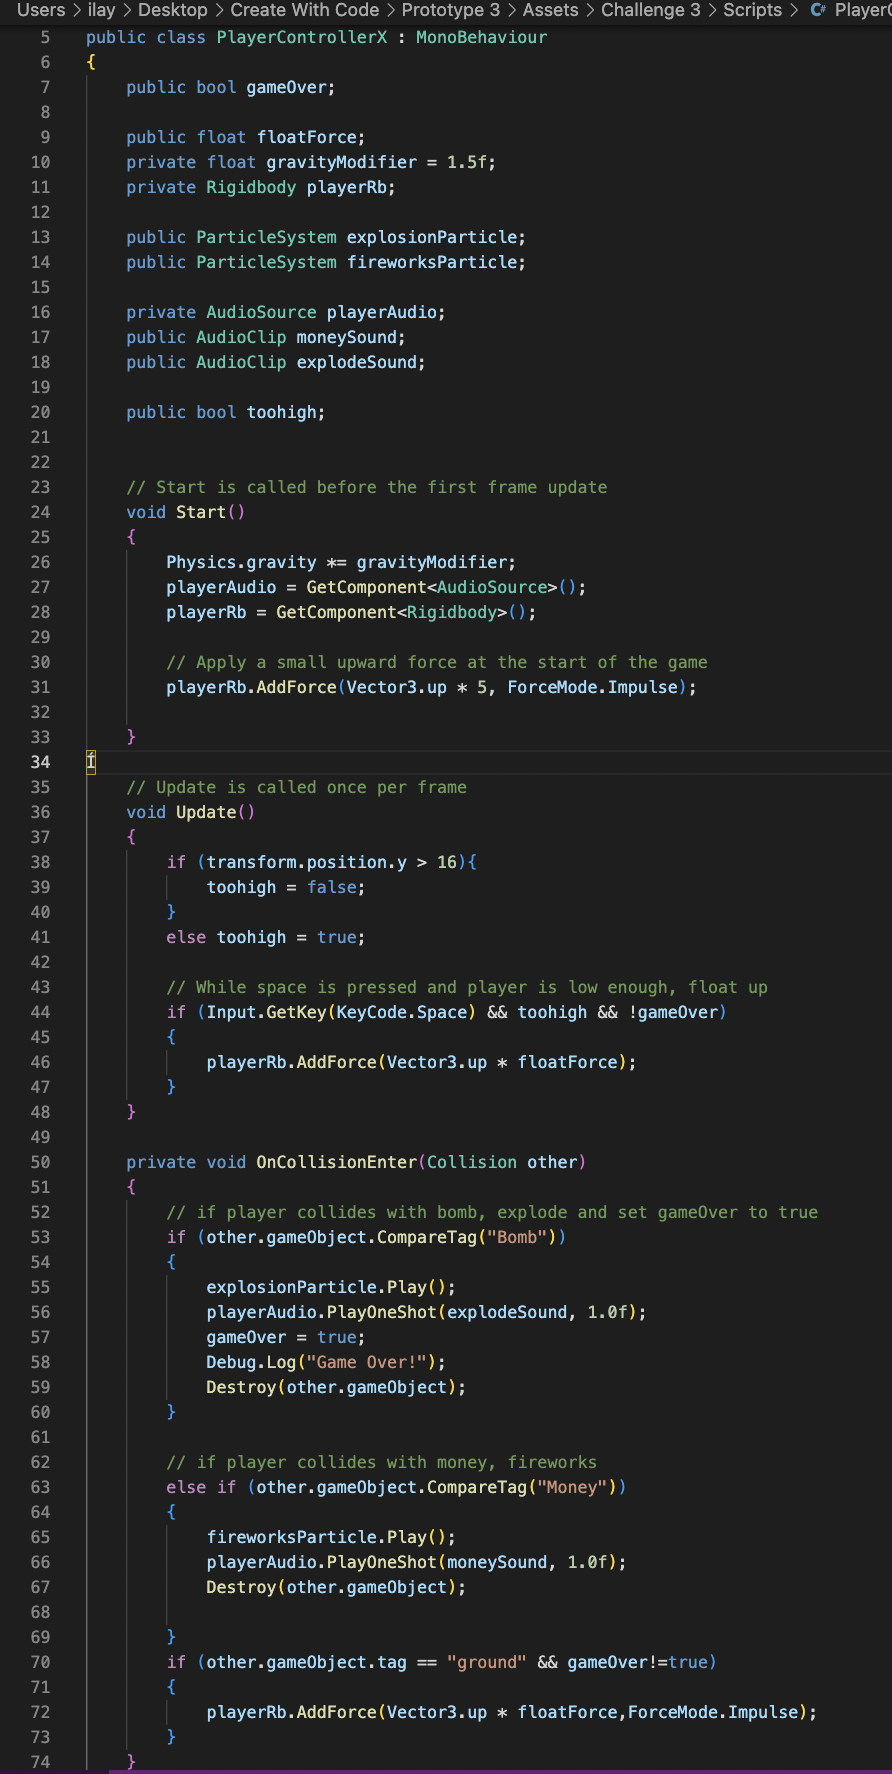 Users > ilay > Desktop > Create With Code > Prototype 3 > Assets > Challenge 3 > Scripts > C# Player
5 public class PlayerControllerX : MonoBehaviour
6 {
7 public bool gameOver;
8
9 public float floatForce;
10 private float gravityModifier = 1.5f;
11 private Rigidbody playerRb;
12
13 public ParticleSystem explosionParticle;
14 public ParticleSystem fireworksParticle;
15
16 private AudioSource playerAudio;
17 public AudioClip moneySound;
18 public AudioClip explodeSound;
19
20 public bool toohigh;
21
22
23 // Start is called before the first frame update
24 void Start()
25 {
26 Physics.gravity *= gravityModifier;
27 playerAudio = GetComponent<AudioSource>();
28 playerRb = GetComponent<Rigidbody>();
29
30 // Apply a small upward force at the start of the game
31 playerRb.AddForce(Vector3.up * 5, ForceMode.Impulse);
32
33 }
34
35 // Update is called once per frame
36 void Update()
37 {
38 if (transform.position.y > 16){
39 toohigh = false;
40 }
41 else toohigh = true;
42
43 // While space is pressed and player is low enough, float up
44 if (Input.GetKey(KeyCode.Space) && toohigh && !gameOver)
45 {
46 playerRb.AddForce(Vector3.up * floatForce);
47 }
48 }
49
50 private void OnCollisionEnter(Collision other)
51 {
52 // if player collides with bomb, explode and set gameOver to true
53 if (other.gameObject.CompareTag("Bomb"))
54 {
55 explosionParticle.Play();
56 playerAudio.PlayOneShot(explodeSound, 1.0f);
57 gameOver = true;
58 Debug.Log("Game Over!");
59 Destroy(other.gameObject);
60 }
61
62 // if player collides with money, fireworks
63 else if (other.gameObject.CompareTag("Money"))
64 {
65 fireworksParticle.Play();
66 playerAudio.PlayOneShot(moneySound, 1.0f);
67 Destroy(other.gameObject);
68
69 }
70 if (other.gameObject.tag == "ground" && gameOver!=true)
71 {
72 playerRb.AddForce(Vector3.up * floatForce,ForceMode.Impulse);
73 }
74 }